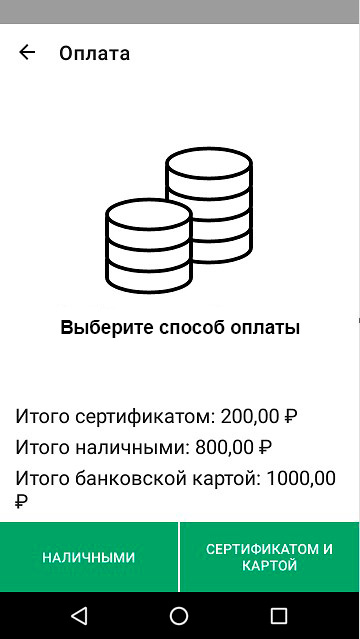 Оплата
Выберите способ оплаты
Итого сертификатом: 200,00 ₽
Итого наличными: 800,00 ₽
Итого банковской картой: 1000,00
₽
НАЛИЧНЫМИ
СЕРТИФИКАТОМ И
КАРТОЙ